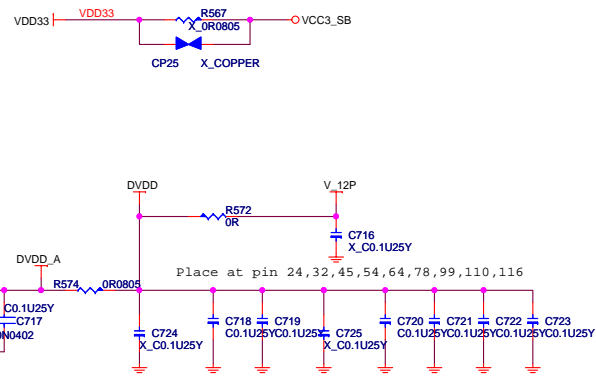 VDD33 VDD33 R567 VCC3_SB
X_0R0805
CP25 X_COPPER
DVDD V_12P
R572
0R
C716
X_C0.1U25Y
DVDD_A
Place at pin 24,32,45,54,64,78,99,110,116
R574 0R0805
C0.1U25Y
C717
0N0402
C724
X_C0.1U25Y
C718
C0.1U25Y
C719
C0.1U25Y
C725
X_C0.1U25Y
C720
C0.1U25Y
C721
C0.1U25Y
C722
C0.1U25Y
C723
C0.1U25Y